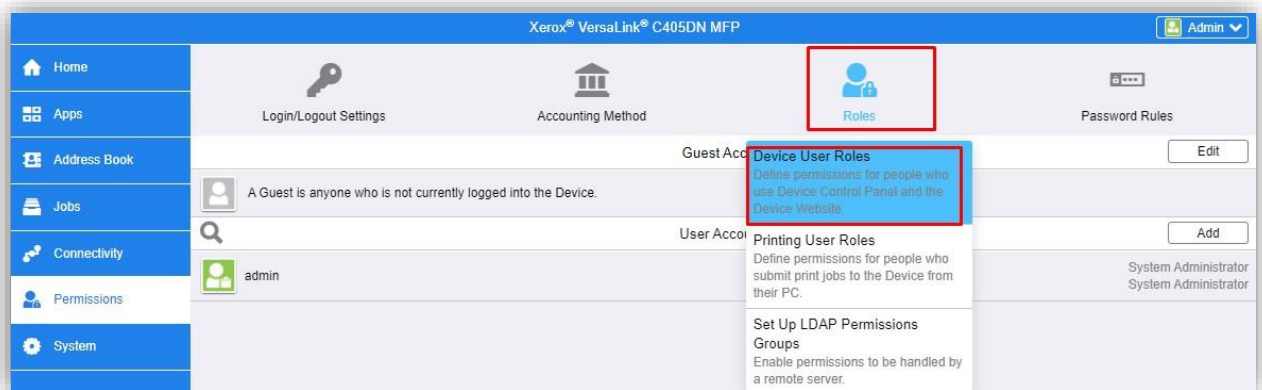 Xerox® VersaLink® C405DN MFP
Admin
Home
Apps
Address Book
Jobs
Connectivity
Permissions
System
Login/Logout Settings
Accounting Method
Roles
Password Rules
Guest Acc
Edit
A Guest is anyone who is not currently logged into the Device.
User Accou
Add
admin
System Administrator
System Administrator
Device User Roles
Define permissions for people who
use Device Control Panel and the
Device Website.
Printing User Roles
Define permissions for people who
submit print jobs to the Device from
their PC.
Set Up LDAP Permissions
Groups
Enable permissions to be handled by
a remote server.